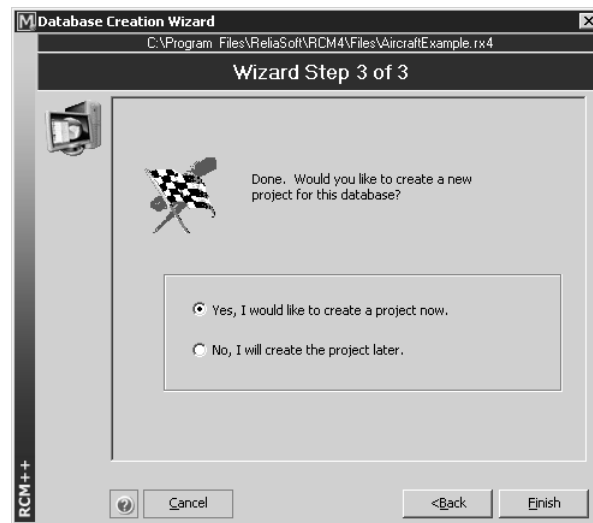 M Database Creation Wizard
C:\Program Files\ReliaSoft\RCM4\Files\AircraftExample.rx4
Wizard Step 3 of 3
Done. Would you like to create a new
project for this database?
Yes, I would like to create a project now.
No, I will create the project later.
RCM++
? Cancel <Back Finish